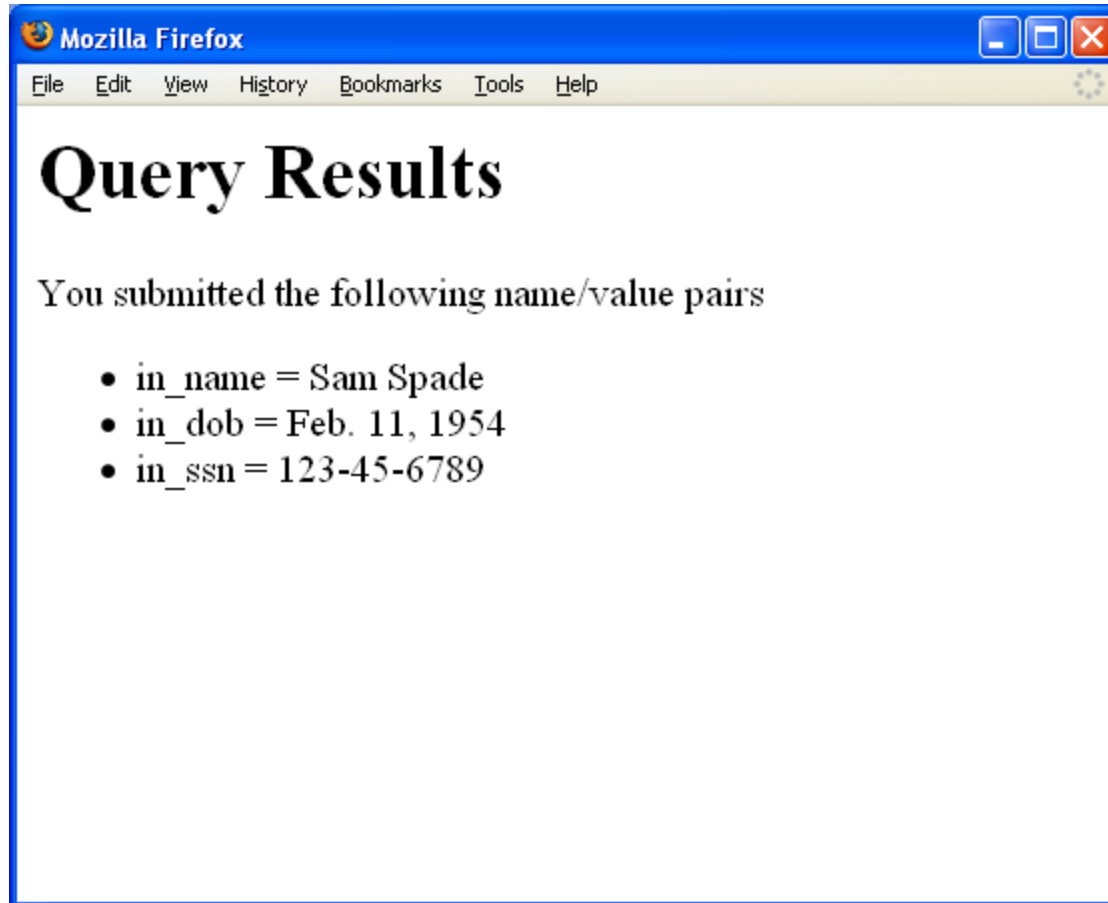 Mozilla Firefox
File Edit View History Bookmarks Tools Help
Query Results
You submitted the following name/value pairs
• in_name = Sam Spade
• in_dob = Feb. 11, 1954
• in_ssn = 123-45-6789